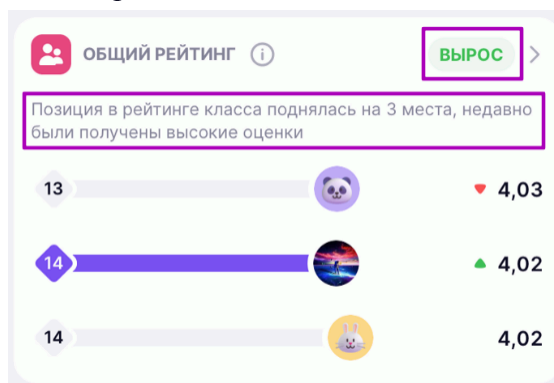 ОБЩИЙ РЕЙТИНГ
ВЫРОС
Позиция в рейтинге класса поднялась на 3 места, недавно
были получены высокие оценки
13 4,03
14 4,02
14 4,02